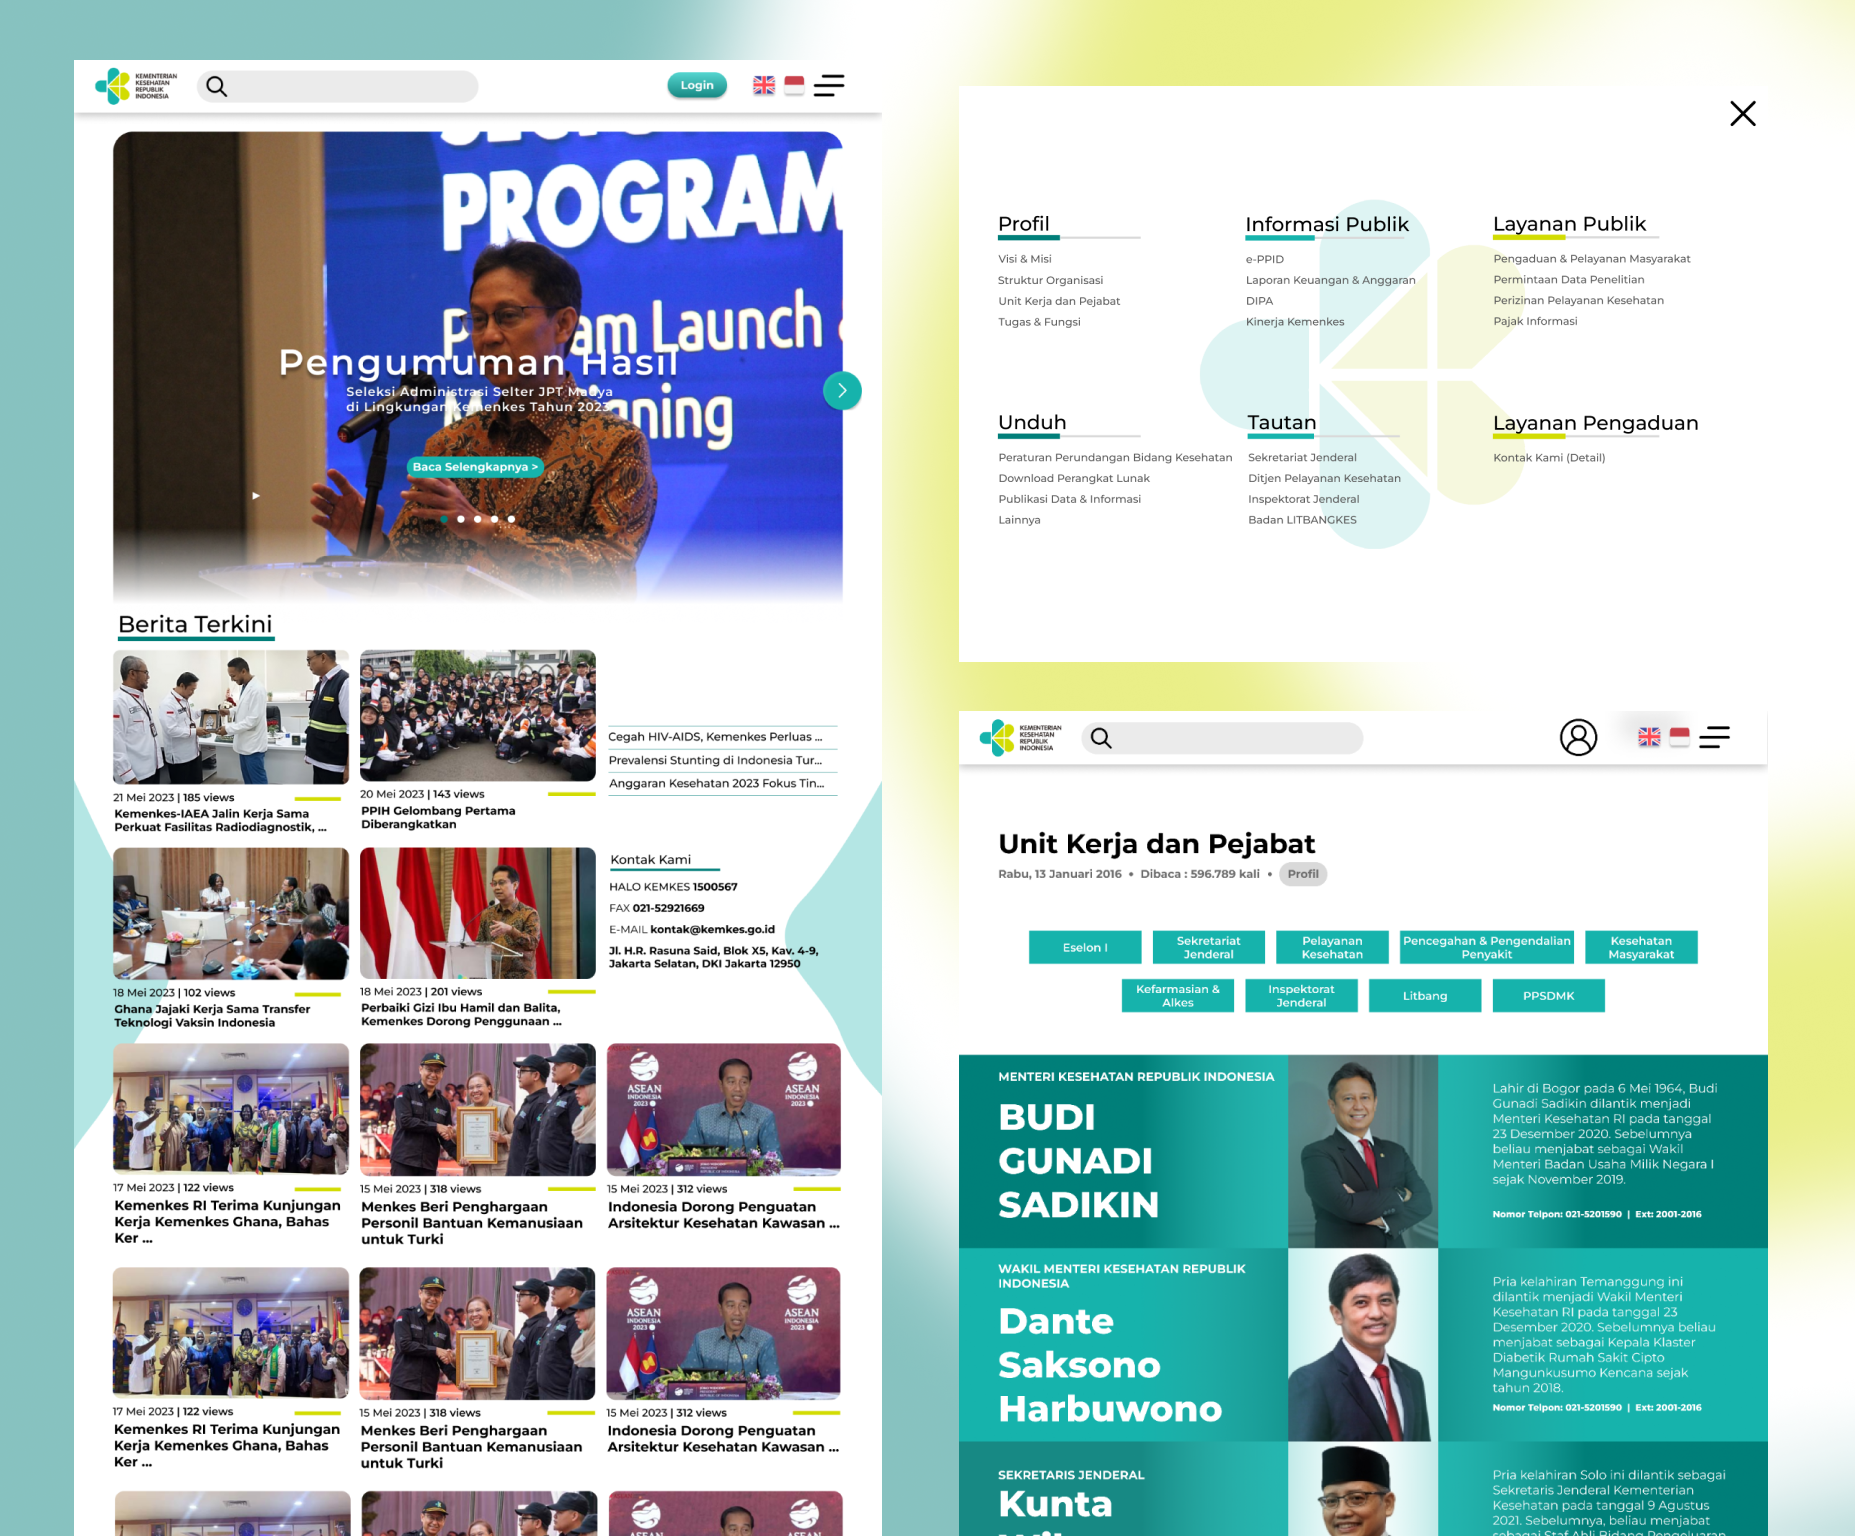 KEMENTERIAN
KESEHATAN
REPUBLIK
INDONESIA
Login
PROGRAM
Program Launch
Pengumuman Hasil
Seleksi Administrasi Selter JPT Madya
di Lingkungan Kemenkes Tahun 2023
Baca Selengkapnya >
Berita Terkini
21 Mei 2023 | 185 views
Kemenkes-IAEA Jalin Kerja Sama
Perkuat Fasilitas Radiodiagnostik, ...
20 Mei 2023 | 143 views
PPIH Gelombang Pertama
Diberangkatkan
Cegah HIV-AIDS, Kemenkes Perluas ...
Prevalensi Stunting di Indonesia Tur...
Anggaran Kesehatan 2023 Fokus Tin...
18 Mei 2023 | 102 views
Ghana Jajaki Kerja Sama Transfer
Teknologi Vaksin Indonesia
18 Mei 2023 | 201 views
Perbaiki Gizi Ibu Hamil dan Balita,
Kemenkes Dorong Penggunaan ...
Kontak Kami
HALO KEMKES 1500567
FAX 021-52921669
E-MAIL kontak@kemkes.go.id
Jl. H.R. Rasuna Said, Blok X5, Kav. 4-9,
Jakarta Selatan, DKI Jakarta 12950
17 Mei 2023 | 122 views
Kemenkes RI Terima Kunjungan
Kerja Kemenkes Ghana, Bahas
Ker ...
15 Mei 2023 | 318 views
Menkes Beri Penghargaan
Personil Bantuan Kemanusiaan
untuk Turki
ASEAN
INDONESIA
2023
ASEAN
INDONESIA
2023
15 Mei 2023 | 312 views
Indonesia Dorong Penguatan
Arsitektur Kesehatan Kawasan ...
17 Mei 2023 | 122 views
Kemenkes RI Terima Kunjungan
Kerja Kemenkes Ghana, Bahas
Ker ...
15 Mei 2023 | 318 views
Menkes Beri Penghargaan
Personil Bantuan Kemanusiaan
untuk Turki
ASEAN
INDONESIA
2023
ASEAN
INDONESIA
2023
15 Mei 2023 | 312 views
Indonesia Dorong Penguatan
Arsitektur Kesehatan Kawasan ...
ASEAN
ASEAN
Profil
Visi & Misi
Struktur Organisasi
Unit Kerja dan Pejabat
Tugas & Fungsi
Informasi Publik
e-PPID
Laporan Keuangan & Anggaran
DIPA
Kinerja Kemenkes
Layanan Publik
Pengaduan & Pelayanan Masyarakat
Permintaan Data Penelitian
Perizinan Pelayanan Kesehatan
Pajak Informasi
Unduh
Peraturan Perundangan Bidang Kesehatan
Download Perangkat Lunak
Publikasi Data & Informasi
Lainnya
Tautan
Sekretariat Jenderal
Ditjen Pelayanan Kesehatan
Inspektorat Jenderal
Badan LITBANGKES
Layanan Pengaduan
Kontak Kami (Detail)
KEMENTERIAN
KESEHATAN
REPUBLIK
INDONESIA
Unit Kerja dan Pejabat
Rabu, 13 Januari 2016 • Dibaca : 596.789 kali • Profil
Eselon I
Sekretariat
Jenderal
Pelayanan
Kesehatan
Pencegahan & Pengendalian
Penyakit
Kesehatan
Masyarakat
Kefarmasian &
Alkes
Inspektorat
Jenderal
Litbang
PPSDMK
MENTERI KESEHATAN REPUBLIK INDONESIA
BUDI
GUNADI
SADIKIN
Lahir di Bogor pada 6 Mei 1964, Budi
Gunadi Sadikin dilantik menjadi
Menteri Kesehatan RI pada tanggal
23 Desember 2020. Sebelumnya
beliau menjabat sebagai Wakil
Menteri Badan Usaha Milik Negara I
sejak November 2019.
Nomor Telpon: 021-5201590 | Ext: 2001-2016
WAKIL MENTERI KESEHATAN REPUBLIK
INDONESIA
Dante
Saksono
Harbuwono
Pria kelahiran Temanggung ini
dilantik menjadi Wakil Menteri
Kesehatan RI pada tanggal 23
Desember 2020. Sebelumnya beliau
menjabat sebagai Kepala Klaster
Diabetik Rumah Sakit Cipto
Mangunkusumo Kencana sejak
tahun 2018.
Nomor Telpon: 021-5201590 | Ext: 2001-2016
SEKRETARIS JENDERAL
Kunta
Pria kelahiran Solo ini dilantik sebagai
Sekretaris Jenderal Kementerian
Kesehatan pada tanggal 9 Agustus
2021. Sebelumnya, beliau menjabat
sebagai Staf Ahli Bidang Pengeluaran